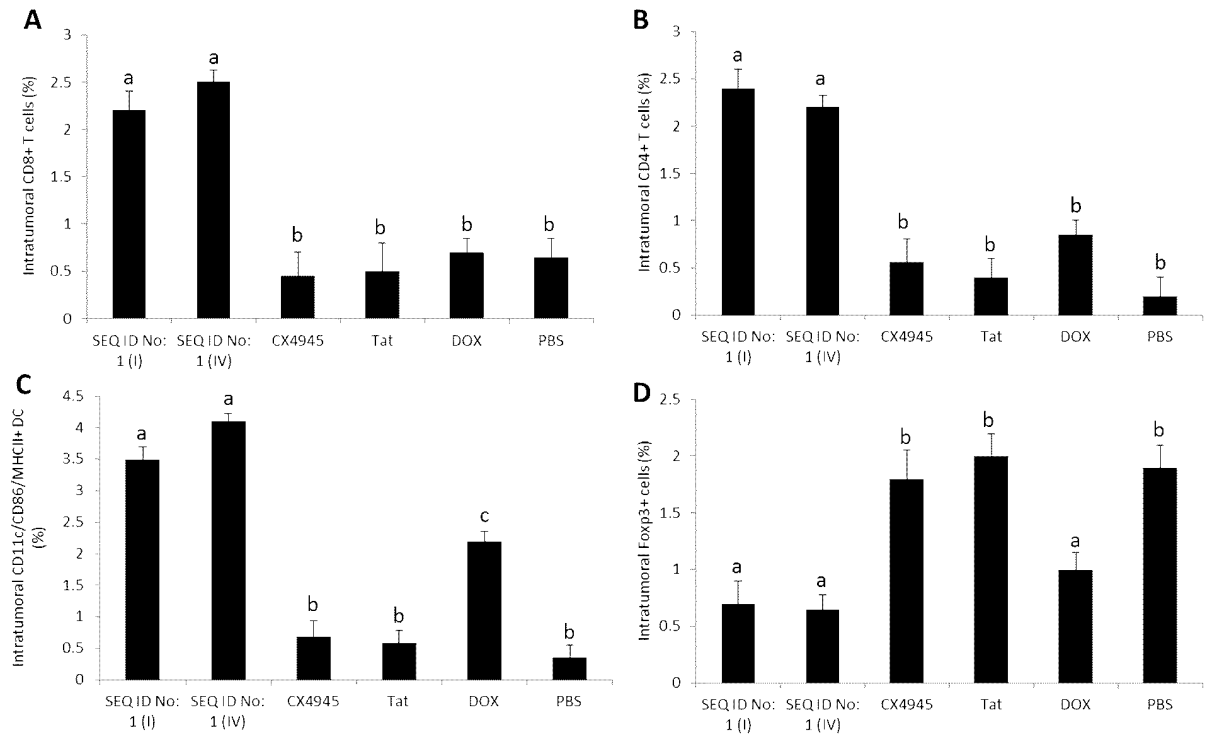 A
Intratumoral CD8+ T cells (%)
3
2.5
2
1.5
1
0.5
0
a
a
b
b
b
b
SEQ ID No:
1 (I)
SEQ ID No:
1 (IV)
CX4945
Tat
DOX
PBS
B
Intratumoral CD4+ T cells (%)
3
2.5
2
1.5
1
0.5
0
a
a
b
b
b
b
SEQ ID No:
1 (I)
SEQ ID No:
1 (IV)
CX4945
Tat
DOX
PBS
C
Intratumoral CD11c/CD86/MHCII+ DC
(%)
4.5
4
3.5
3
2.5
2
1.5
1
0.5
0
a
a
b
b
c
b
SEQ ID No:
1 (I)
SEQ ID No:
1 (IV)
CX4945
Tat
DOX
PBS
D
Intratumoral Foxp3+ cells (%)
2.5
2
1.5
1
0.5
0
a
a
b
b
a
b
SEQ ID No:
1 (I)
SEQ ID No:
1 (IV)
CX4945
Tat
DOX
PBS